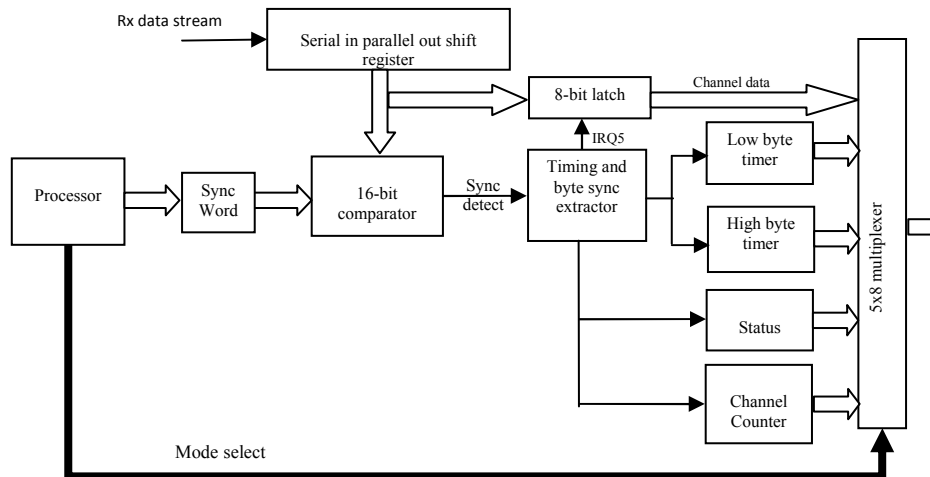 Rx data stream
Serial in parallel out shift
register
8-bit latch
Channel data
IRQ5
Low byte
timer
Processor
Sync
Word
16-bit
comparator
Sync
detect
Timing and
byte sync
extractor
High byte
timer
5x8 multiplexer
Status
Channel
Counter
Mode select